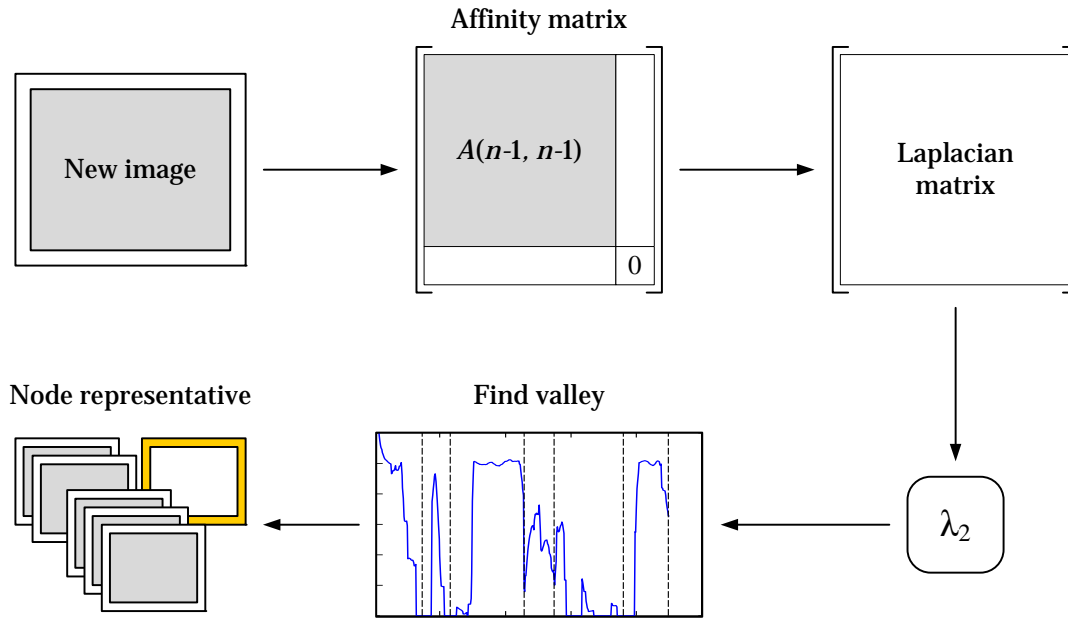 Affinity matrix
New image
A(n-1, n-1)
0
Laplacian
matrix
Node representative
Find valley
λ₂